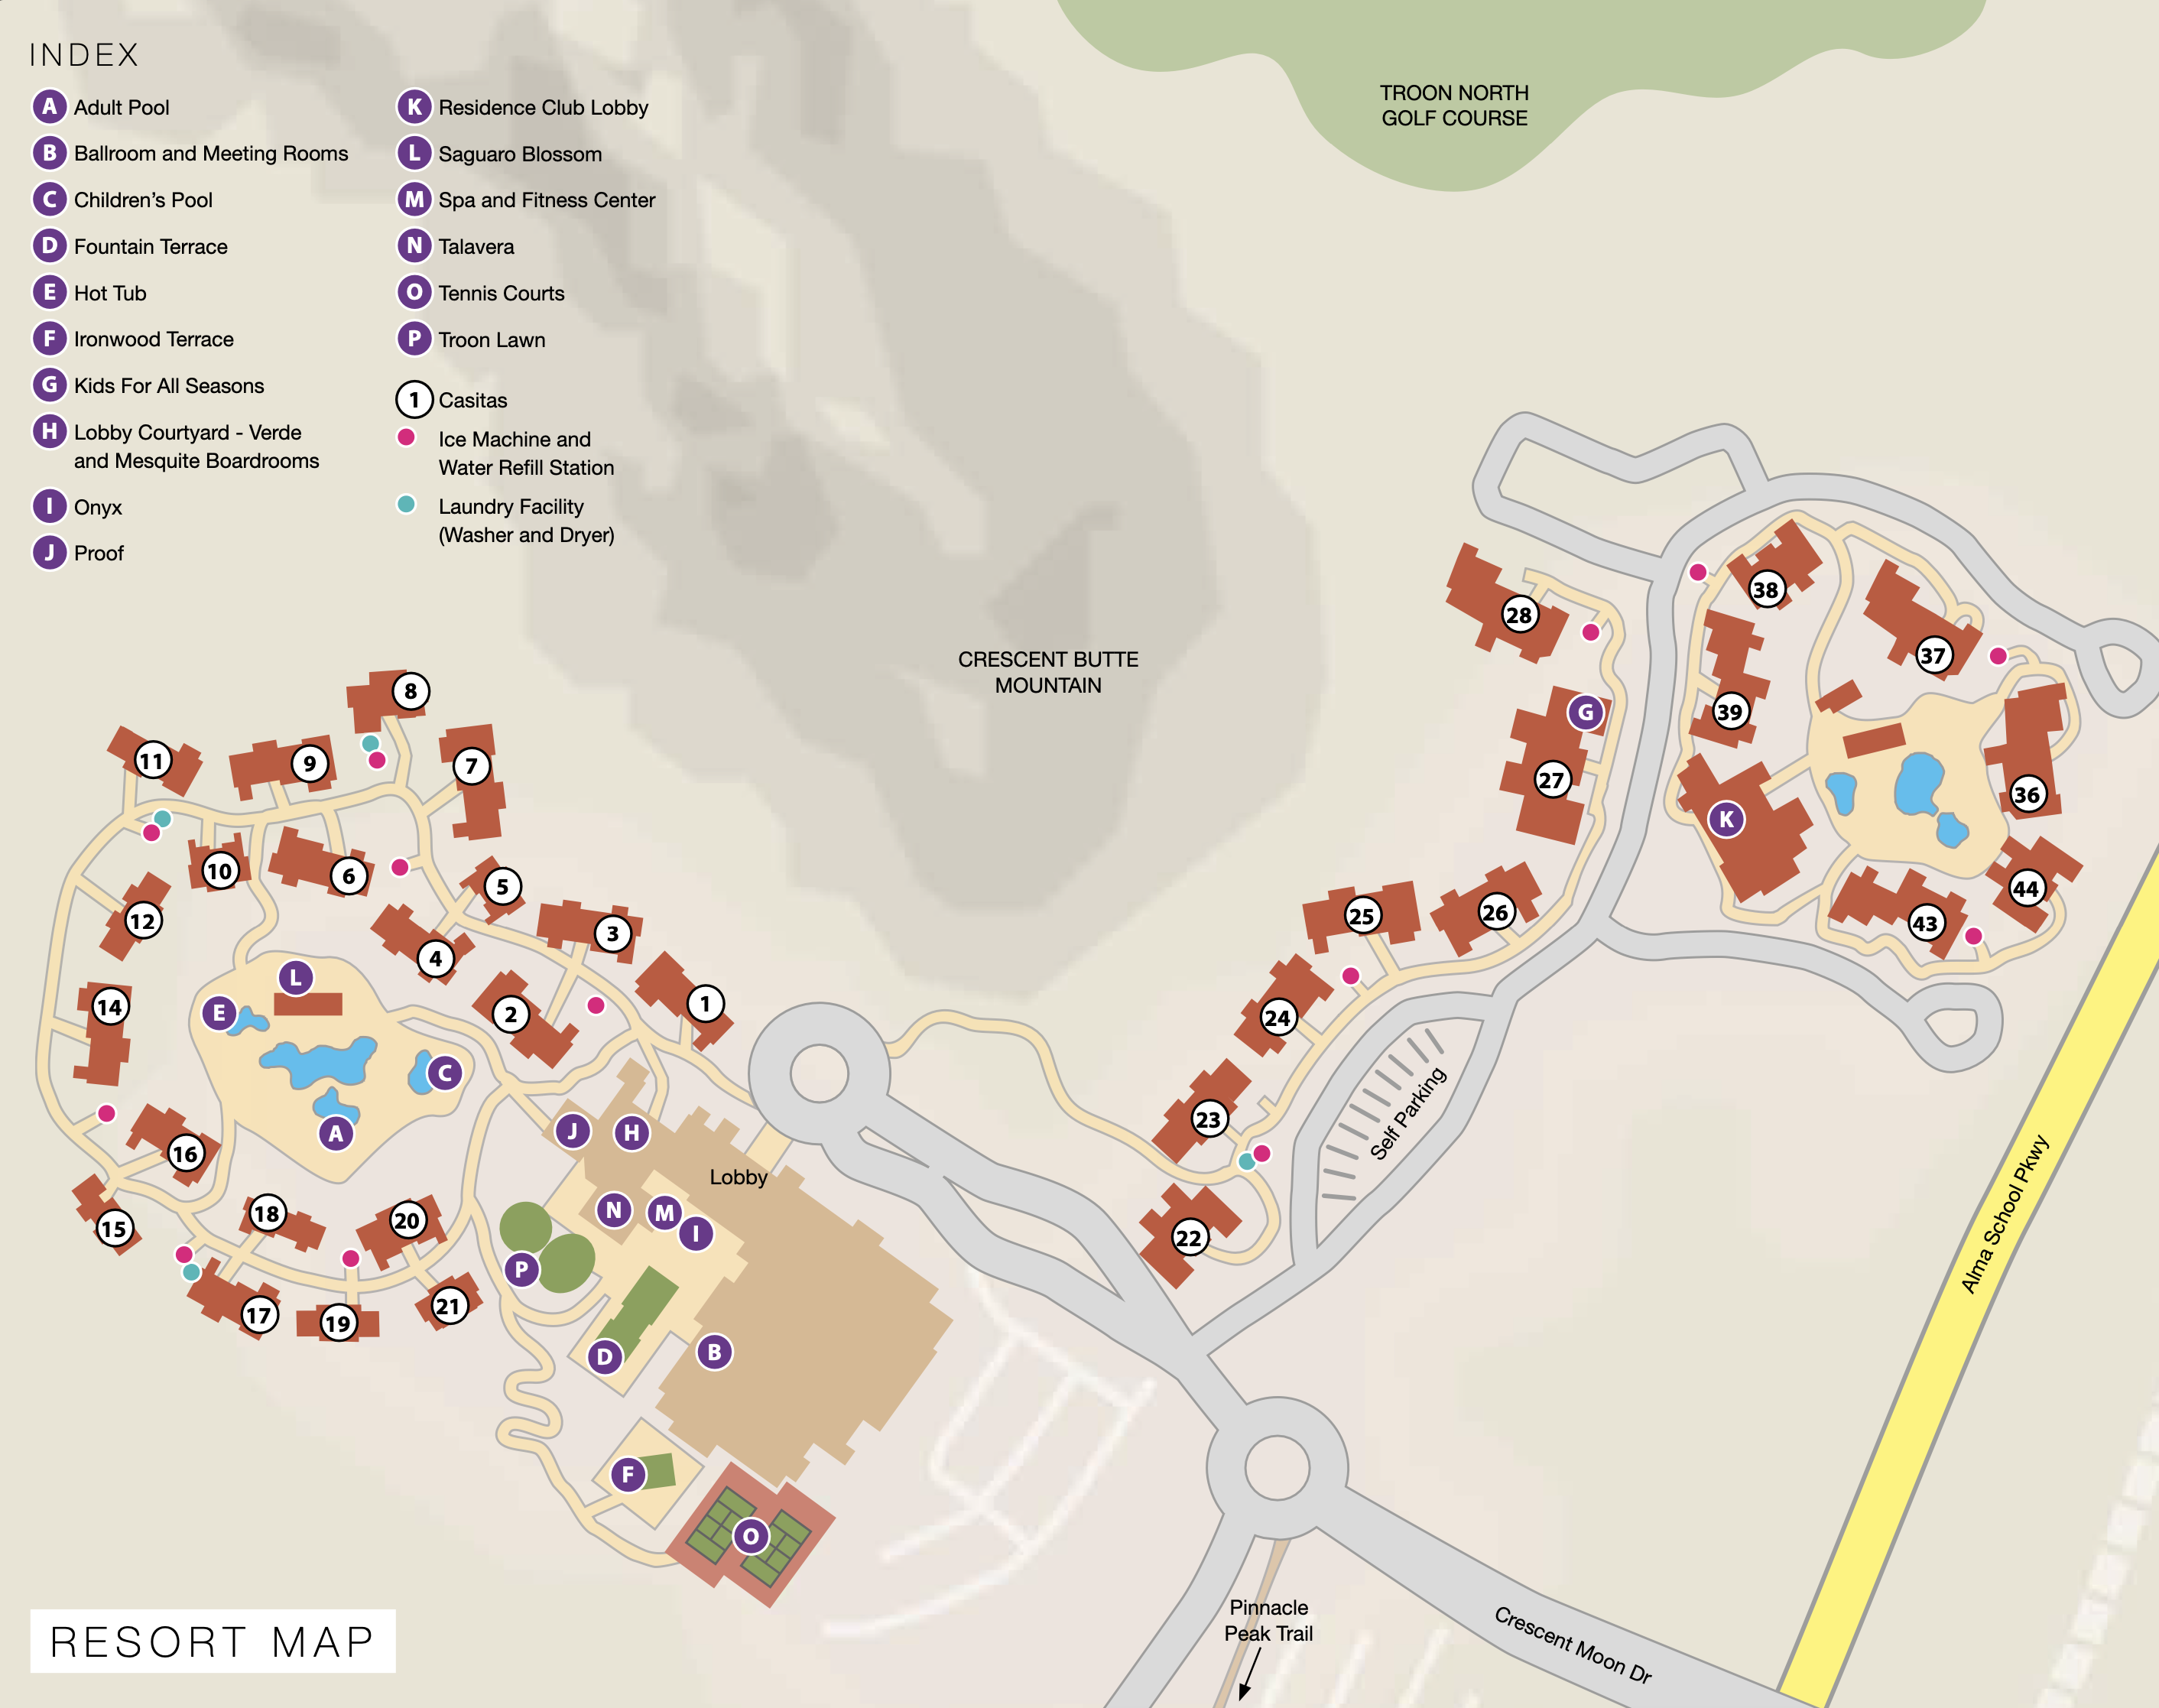 INDEX
A Adult Pool
B Ballroom and Meeting Rooms
C Children’s Pool
D Fountain Terrace
E Hot Tub
F Ironwood Terrace
G Kids For All Seasons
H Lobby Courtyard - Verde
and Mesquite Boardrooms
I Onyx
J Proof
K Residence Club Lobby
L Saguaro Blossom
M Spa and Fitness Center
N Talavera
O Tennis Courts
P Troon Lawn
1 Casitas
Ice Machine and
Water Refill Station
Laundry Facility
(Washer and Dryer)
TROON NORTH
GOLF COURSE
CRESCENT BUTTE
MOUNTAIN
8
11
9
7
10
6
5
12
3
4
L
14
E
2
1
C
A
J
H
16
Lobby
15
18
20
N
M
I
P
17
19
21
D
B
F
O
28
38
37
39
G
27
K
36
25
26
44
43
24
23
22
Self Parking
Alma School Pkwy
Pinnacle
Peak Trail
Crescent Moon Dr
RESORT MAP